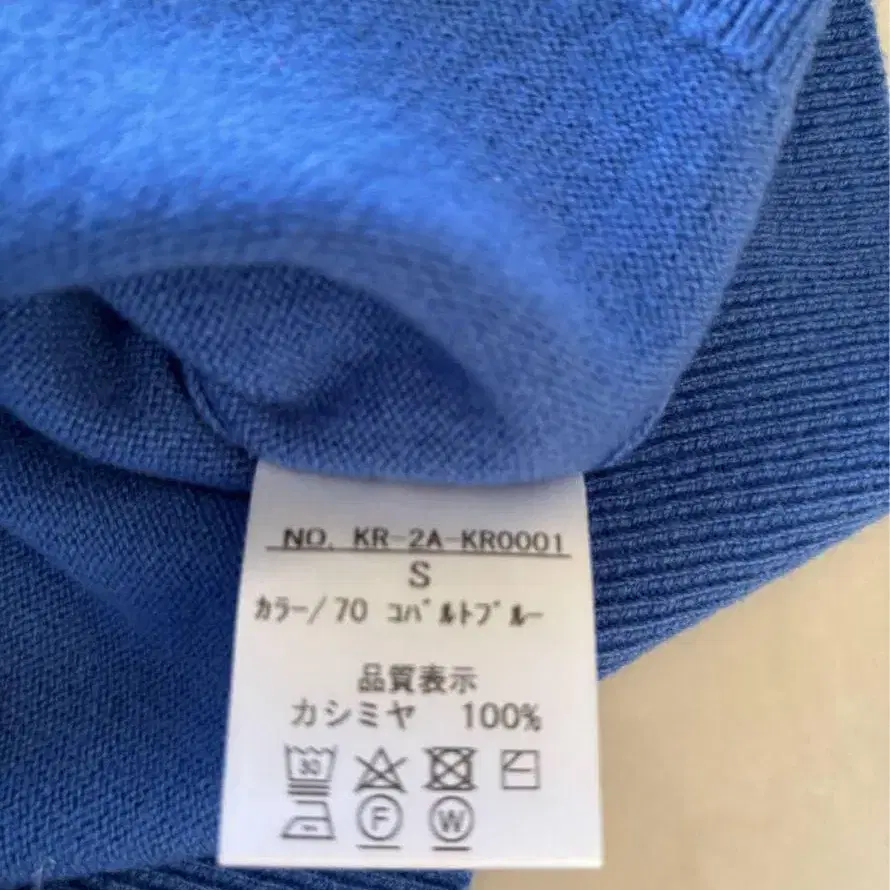 NO. KR-2A-KR0001
S
ｶﾗｰ/70 ｺﾊﾞﾙﾄﾌﾞﾙｰ
品質表示
カシミヤ 100%
30
F W